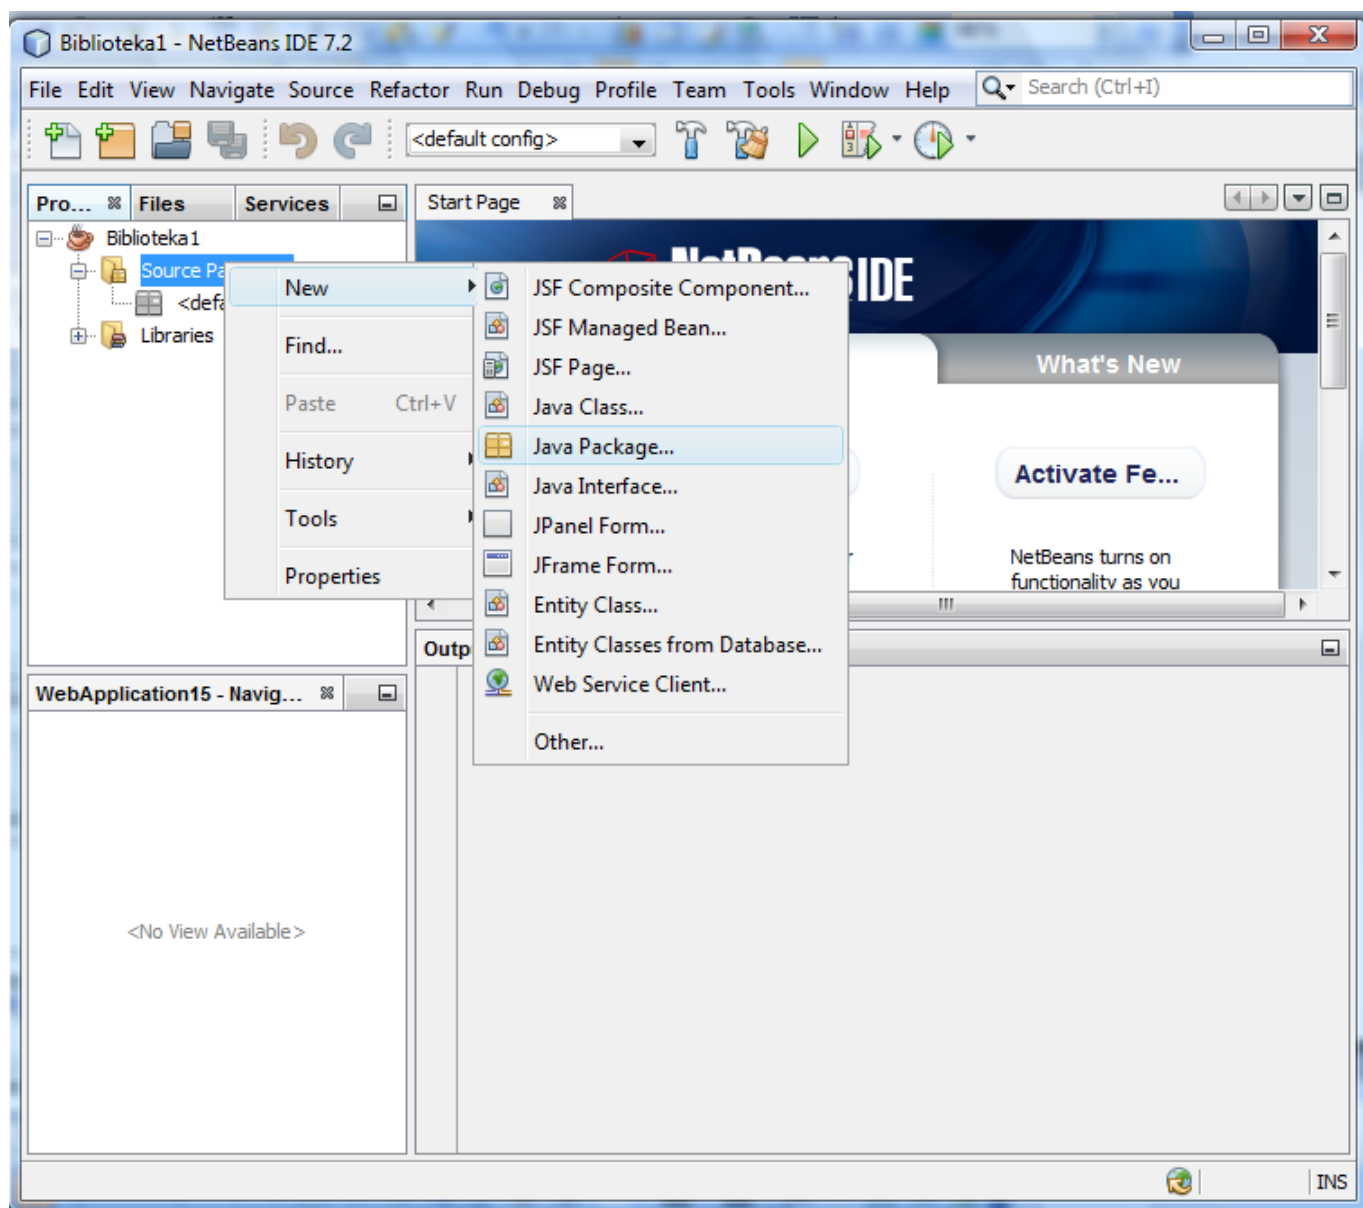 Biblioteka1 - NetBeans IDE 7.2
File Edit View Navigate Source Refactor Run Debug Profile Team Tools Window Help Search (Ctrl+I)
<default config>
Pro... Files Services
Start Page
Biblioteka1
Source Pa
<defa
Libraries
New
Find...
Paste Ctrl+V
History
Tools
Properties
JSF Composite Component...
JSF Managed Bean...
JSF Page...
Java Class...
Java Package...
Java Interface...
JPanel Form...
JFrame Form...
Entity Class...
Entity Classes from Database...
Web Service Client...
Other...
NetBeans IDE
What's New
Activate Fe...
NetBeans turns on
functionality as you
Outp
WebApplication15 - Navig...
<No View Available>
INS